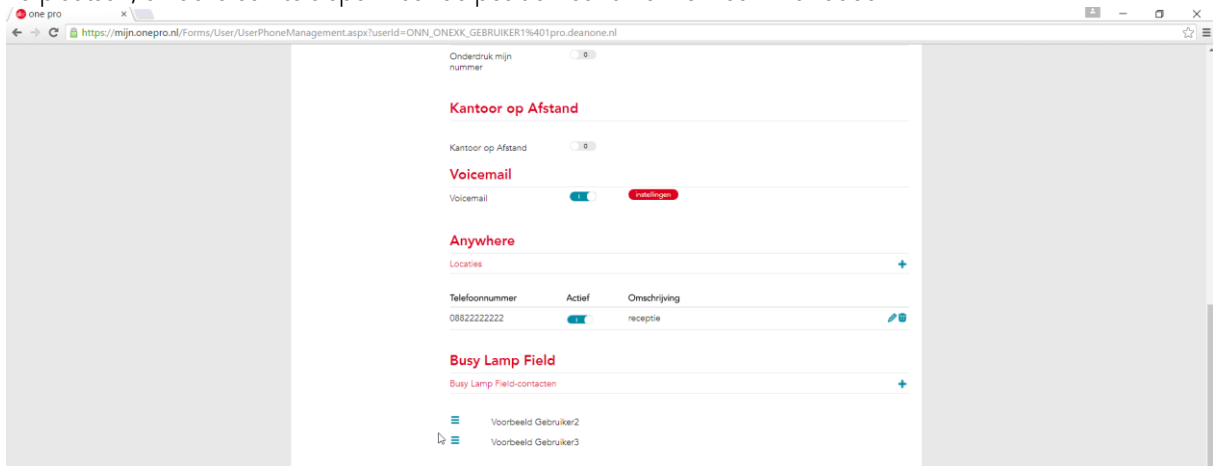 one pro
https://mijn.onepro.nl/Forms/User/UserPhoneManagement.aspx?userId=ONN_ONEXK_GEBRUIKER1%401pro.deanone.nl
Onderdruk mijn
nummer
0
Kantoor op Afstand
Kantoor op Afstand 0
Voicemail
Voicemail I instellingen
Anywhere
Locaties
Telefoonnummer Actief Omschrijving
08822222222 I receptie
Busy Lamp Field
Busy Lamp Field-contacten
Voorbeeld Gebruiker2
Voorbeeld Gebruiker3